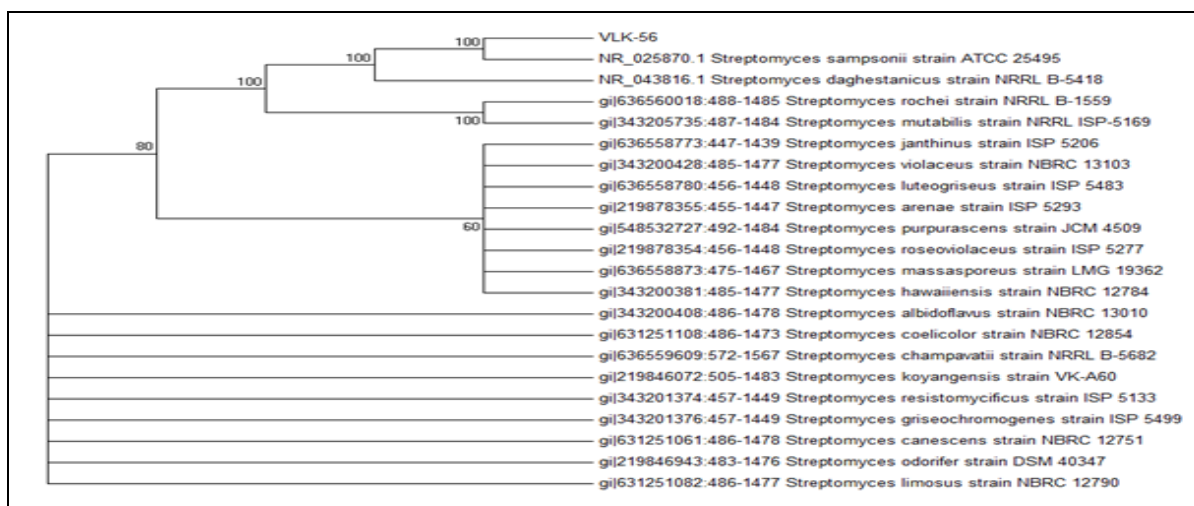 100
VLK-56
100
NR_025870.1 Streptomyces sampsonii strain ATCC 25495
100
NR_043816.1 Streptomyces daghestanicus strain NRRL B-5418
gi|636560018:488-1485 Streptomyces rochei strain NRRL B-1559
100
gi|343205735:487-1484 Streptomyces mutabilis strain NRRL ISP-5169
80
gi|636558773:447-1439 Streptomyces janthinus strain ISP 5206
gi|343200428:485-1477 Streptomyces violaceus strain NBRC 13103
gi|636558780:456-1448 Streptomyces luteogriseus strain ISP 5483
gi|219878355:455-1447 Streptomyces arenae strain ISP 5293
60
gi|548532727:492-1484 Streptomyces purpurascens strain JCM 4509
gi|219878354:456-1448 Streptomyces roseoviolaceus strain ISP 5277
gi|636558873:475-1467 Streptomyces massasporeus strain LMG 19362
gi|343200381:485-1477 Streptomyces hawaiiensis strain NBRC 12784
gi|343200408:486-1478 Streptomyces albidoflavus strain NBRC 13010
gi|631251108:486-1473 Streptomyces coelicolor strain NBRC 12854
gi|636559609:572-1567 Streptomyces champavatii strain NRRL B-5682
gi|219846072:505-1483 Streptomyces koyangensis strain VK-A60
gi|343201374:457-1449 Streptomyces resistomycificus strain ISP 5133
gi|343201376:457-1449 Streptomyces griseochromogenes strain ISP 5499
gi|631251061:486-1478 Streptomyces canescens strain NBRC 12751
gi|219846943:483-1476 Streptomyces odorifer strain DSM 40347
gi|631251082:486-1477 Streptomyces limosus strain NBRC 12790